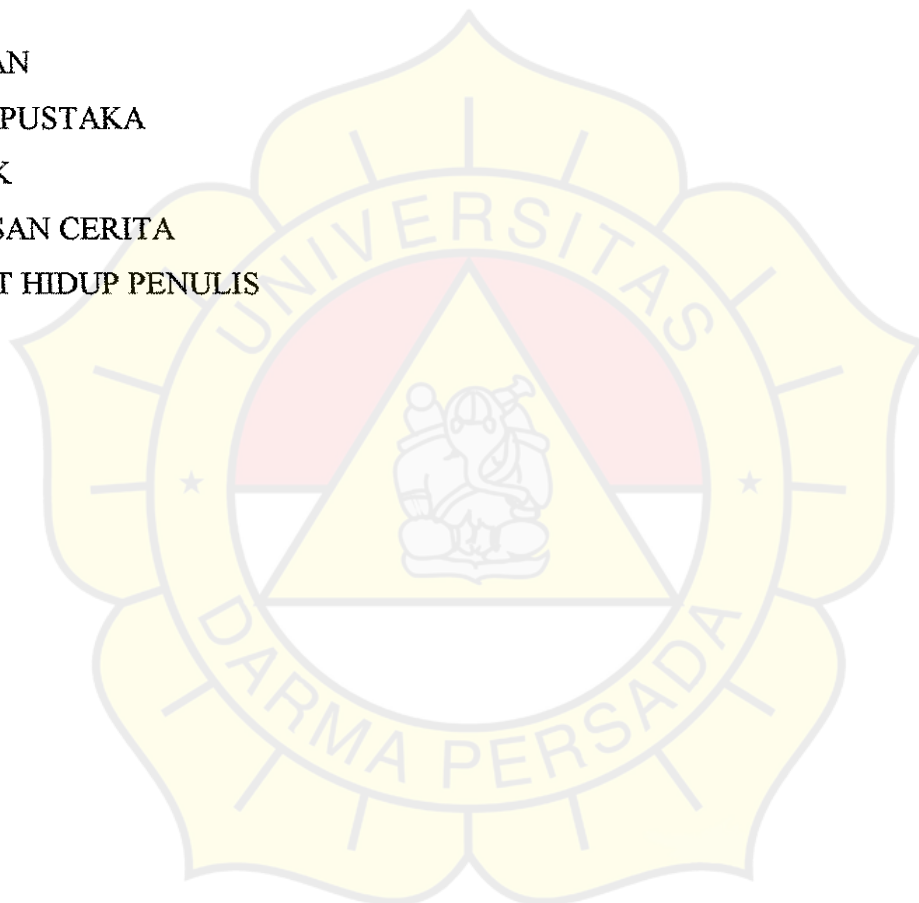 AN
PUSTAKA
K
SAN CERITA
T HIDUP PENULIS
UNIVERSITAS
DARMA PERSADA